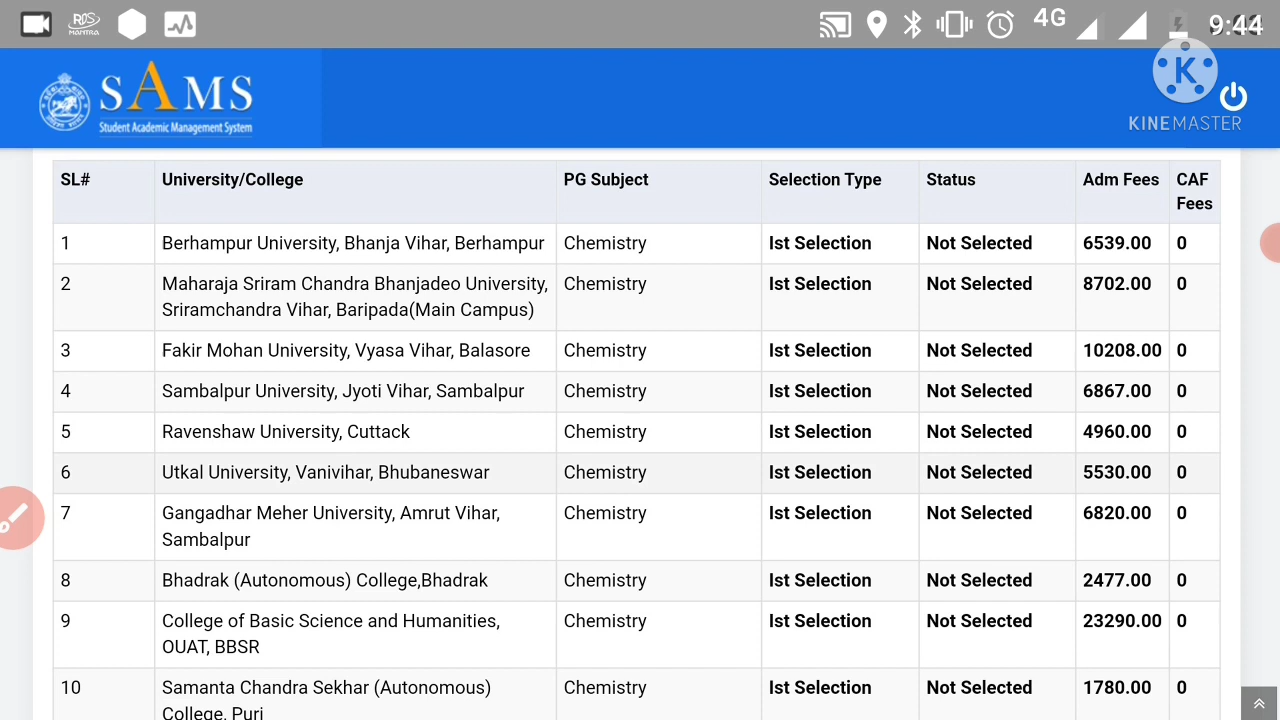 RDS
MANTRA
4G
9:44
SAMS
Student Academic Management System
K
KINEMASTER
SL# University/College PG Subject Selection Type Status Adm Fees CAF Fees
1 Berhampur University, Bhanja Vihar, Berhampur Chemistry Ist Selection Not Selected 6539.00 0
2 Maharaja Sriram Chandra Bhanjadeo University, Chemistry Ist Selection Not Selected 8702.00 0
Sriramchandra Vihar, Baripada(Main Campus)
3 Fakir Mohan University, Vyasa Vihar, Balasore Chemistry Ist Selection Not Selected 10208.00 0
4 Sambalpur University, Jyoti Vihar, Sambalpur Chemistry Ist Selection Not Selected 6867.00 0
5 Ravenshaw University, Cuttack Chemistry Ist Selection Not Selected 4960.00 0
6 Utkal University, Vanivihar, Bhubaneswar Chemistry Ist Selection Not Selected 5530.00 0
7 Gangadhar Meher University, Amrut Vihar, Chemistry Ist Selection Not Selected 6820.00 0
Sambalpur
8 Bhadrak (Autonomous) College,Bhadrak Chemistry Ist Selection Not Selected 2477.00 0
9 College of Basic Science and Humanities, Chemistry Ist Selection Not Selected 23290.00 0
OUAT, BBSR
10 Samanta Chandra Sekhar (Autonomous) Chemistry Ist Selection Not Selected 1780.00 0
College, Puri